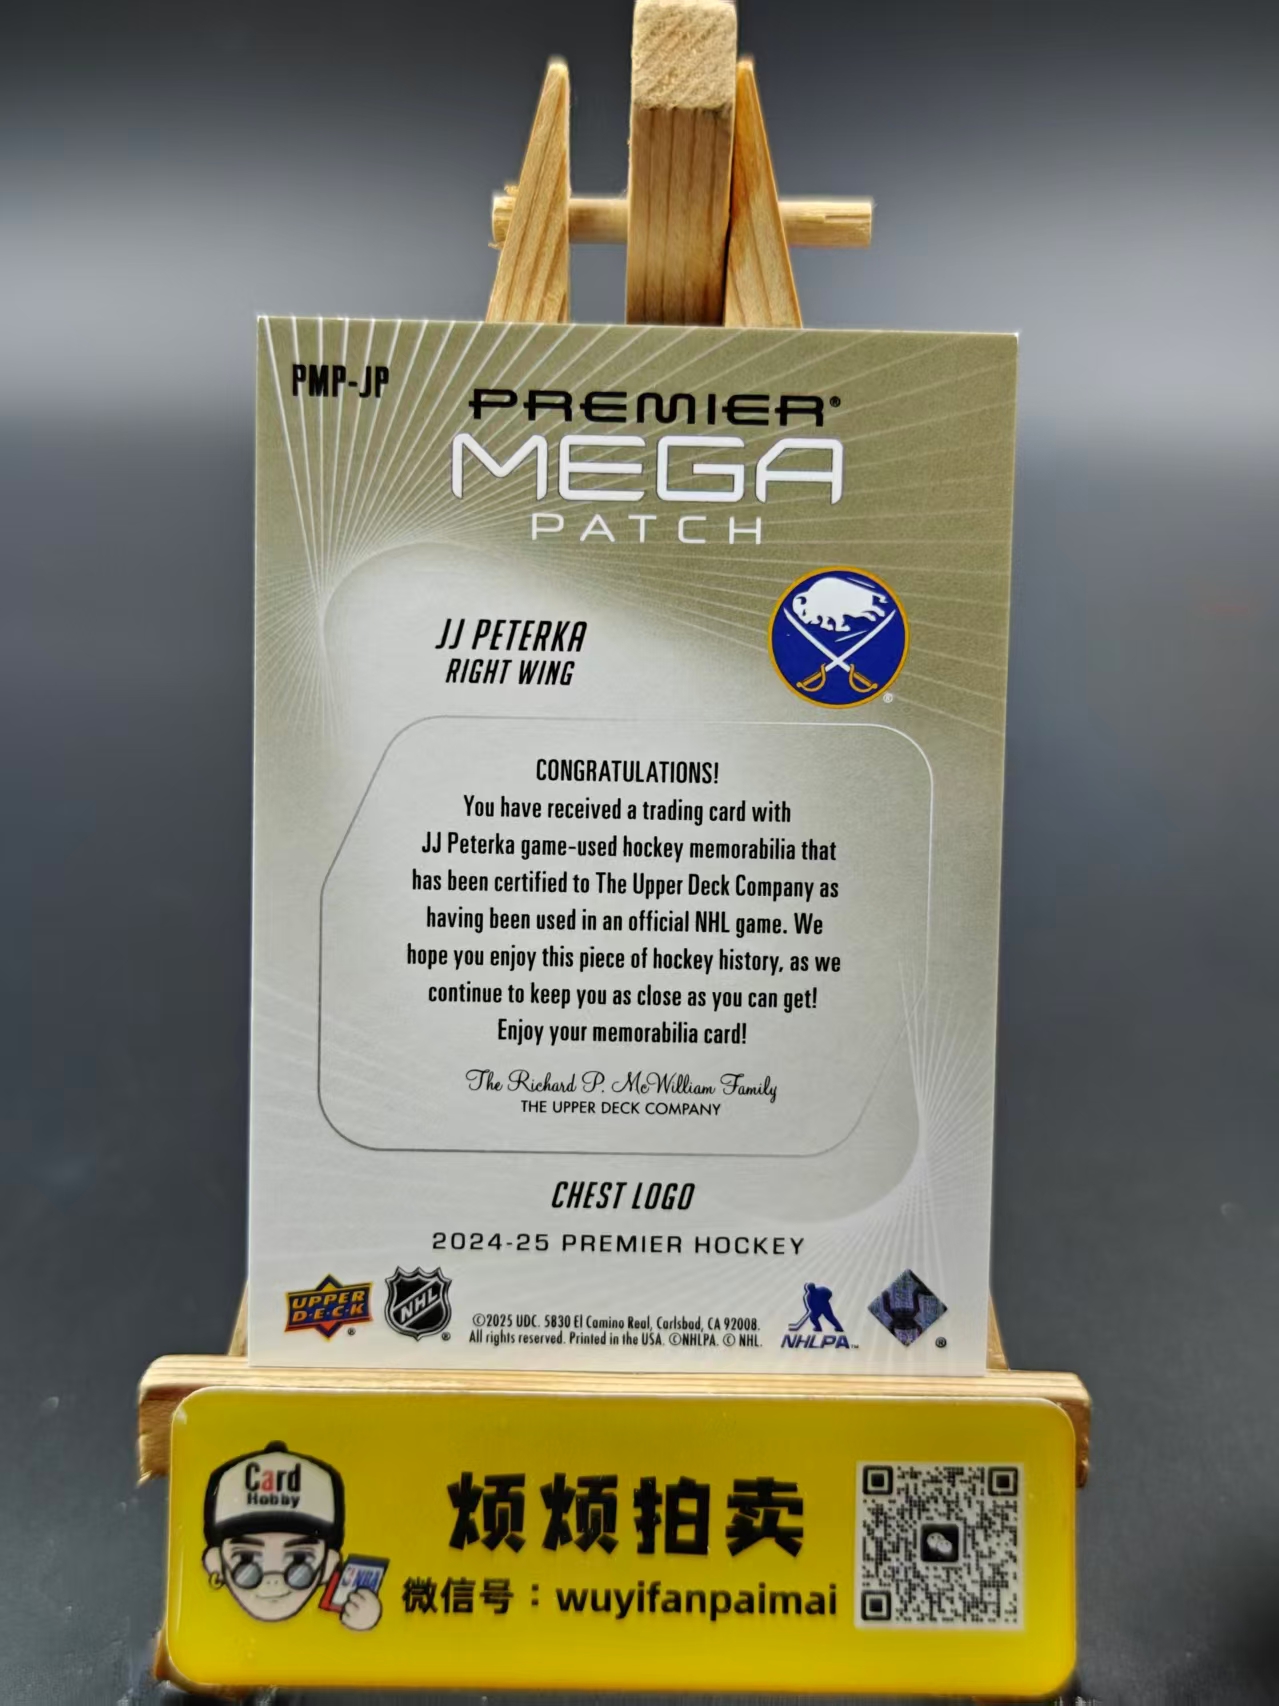 PMP-JP
PREMIER®
MEGA
PATCH
JJ PETERKA
RIGHT WING
®
CONGRATULATIONS!
You have received a trading card with
JJ Peterka game-used hockey memorabilia that
has been certified to The Upper Deck Company as
having been used in an official NHL game. We
hope you enjoy this piece of hockey history, as we
continue to keep you as close as you can get!
Enjoy your memorabilia card!
The Richard P. McWilliam Family
THE UPPER DECK COMPANY
CHEST LOGO
2024-25 PREMIER HOCKEY
UPPER
D·E·C·K
®
NHL
®
©2025 UDC. 5830 El Camino Real, Carlsbad, CA 92008.
All rights reserved. Printed in the USA. ©NHLPA. © NHL.
NHLPA™
®
Card
Hobby
NBA
烦烦拍卖
微信号：wuyifanpaimai